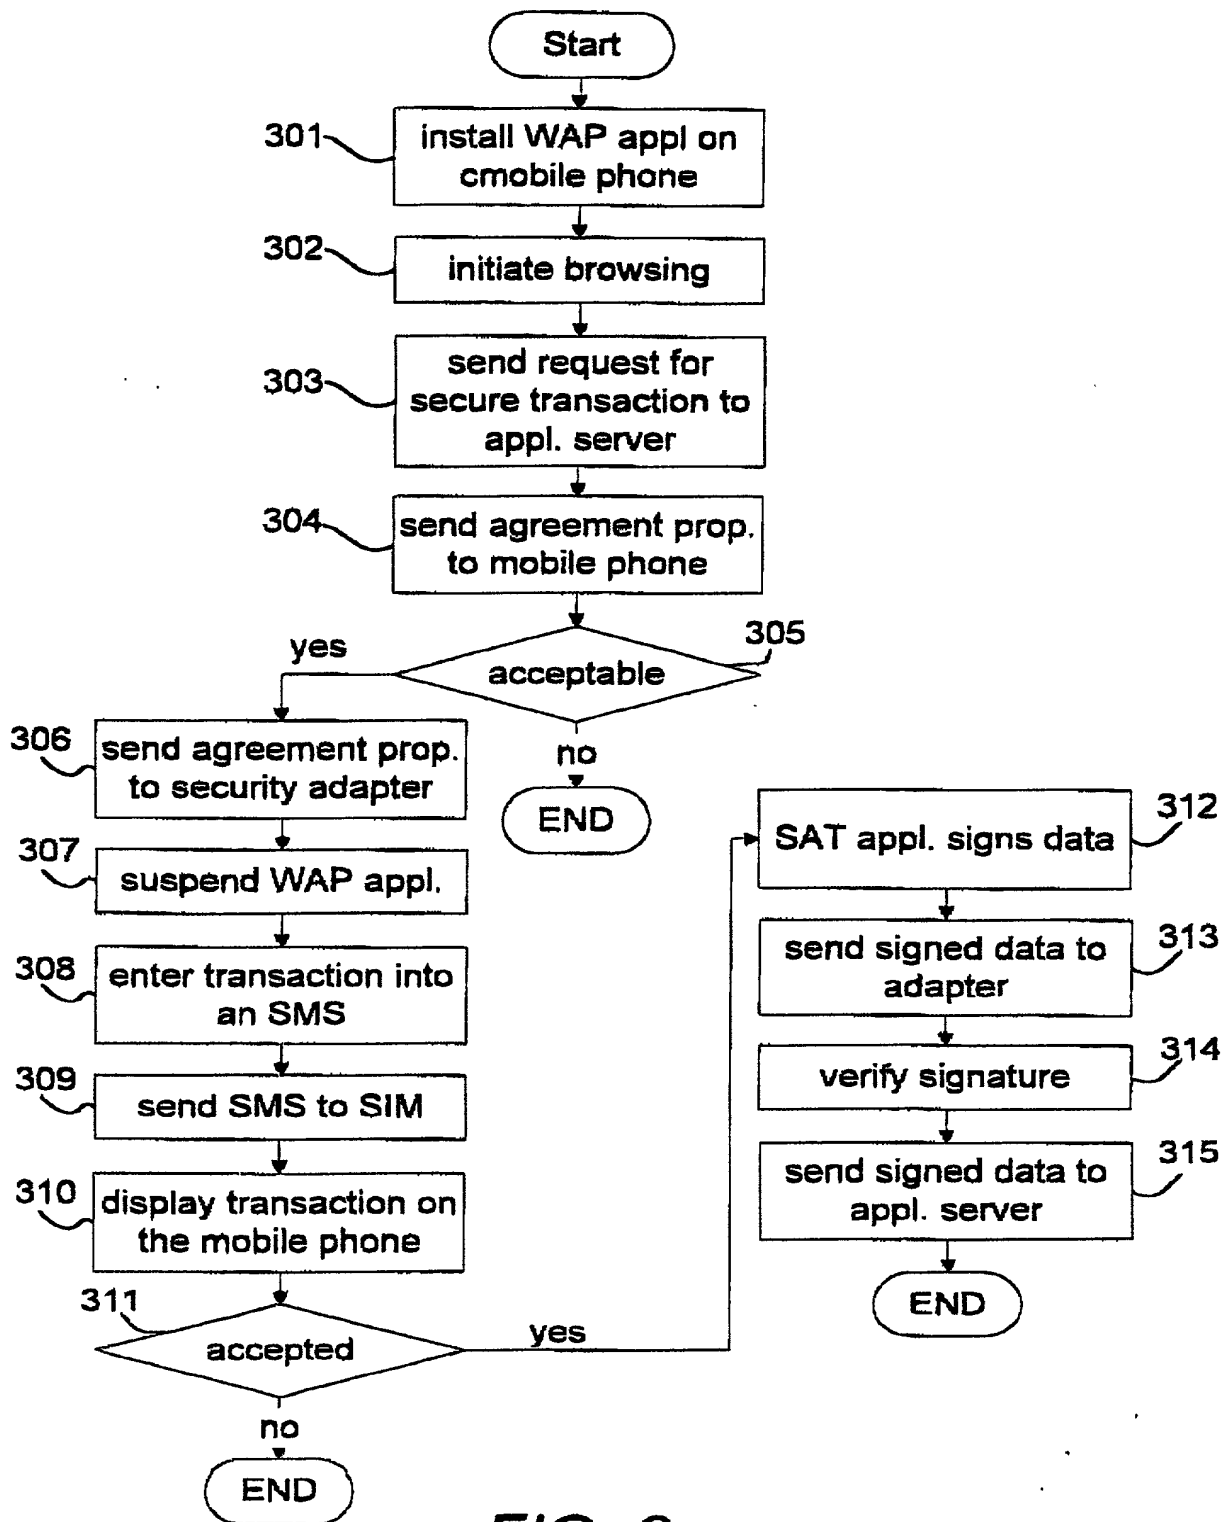 Start
301
install WAP appl on
cmobile phone
302
initiate browsing
303
send request for
secure transaction to
appl. server
304
send agreement prop.
to mobile phone
305
acceptable
yes
no
END
306
send agreement prop.
to security adapter
307
suspend WAP appl.
308
enter transaction into
an SMS
309
send SMS to SIM
310
display transaction on
the mobile phone
311
accepted
yes
no
END
312
SAT appl. signs data
313
send signed data to
adapter
314
verify signature
315
send signed data to
appl. server
END